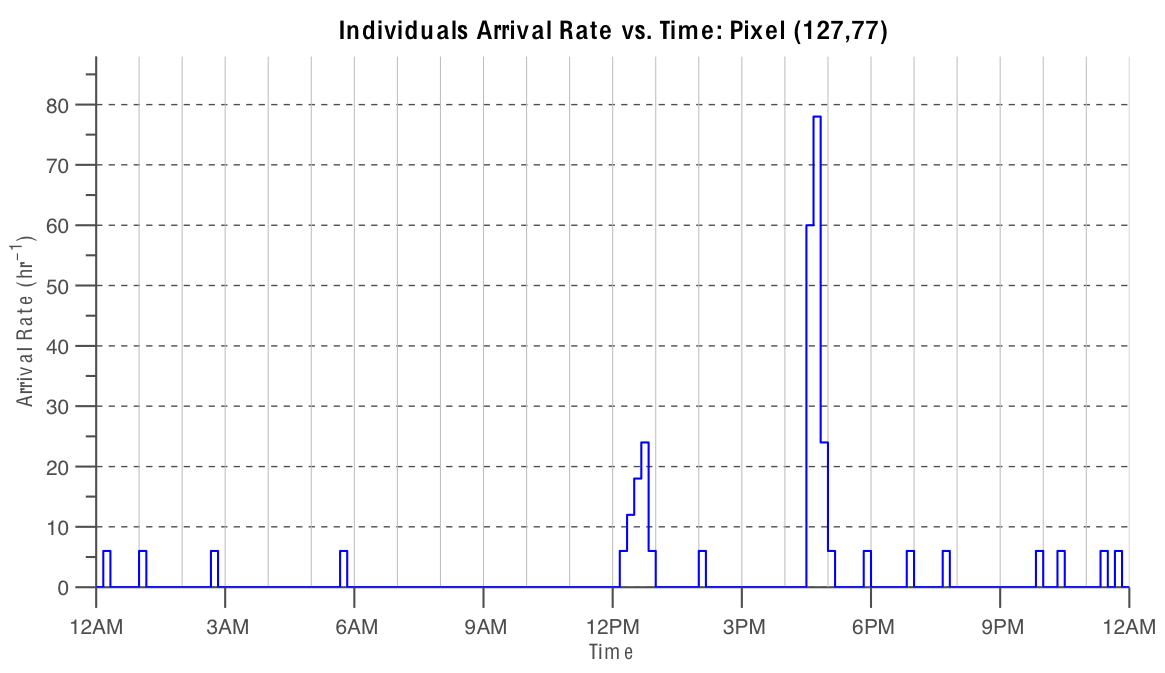 Individuals Arrival Rate vs. Time: Pixel (127,77)
80
70
60
50
40
30
20
10
0
Arrival Rate (hr⁻¹)
12AM 3AM 6AM 9AM 12PM 3PM 6PM 9PM 12AM
Time